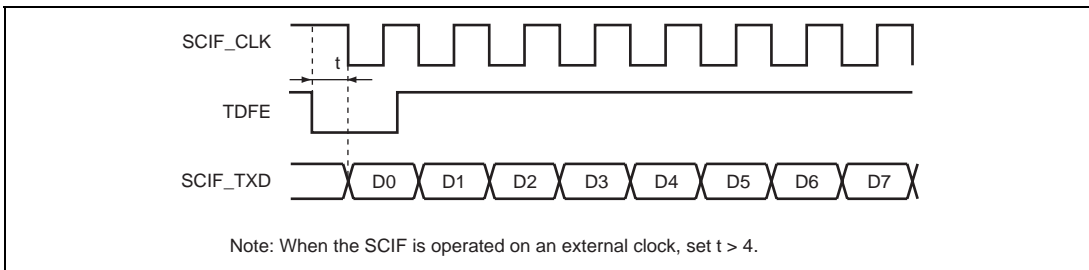 SCIF_CLK
t
TDFE
SCIF_TXD D0 D1 D2 D3 D4 D5 D6 D7
Note: When the SCIF is operated on an external clock, set t > 4.